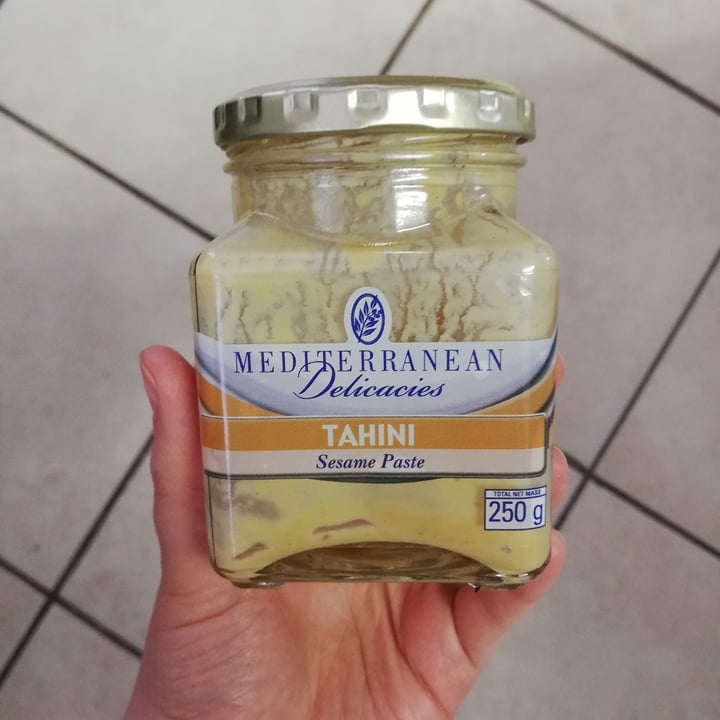 MEDITERRANEAN
Delicacies
TAHINI
Sesame Paste
TOTAL NET MASS
250 g